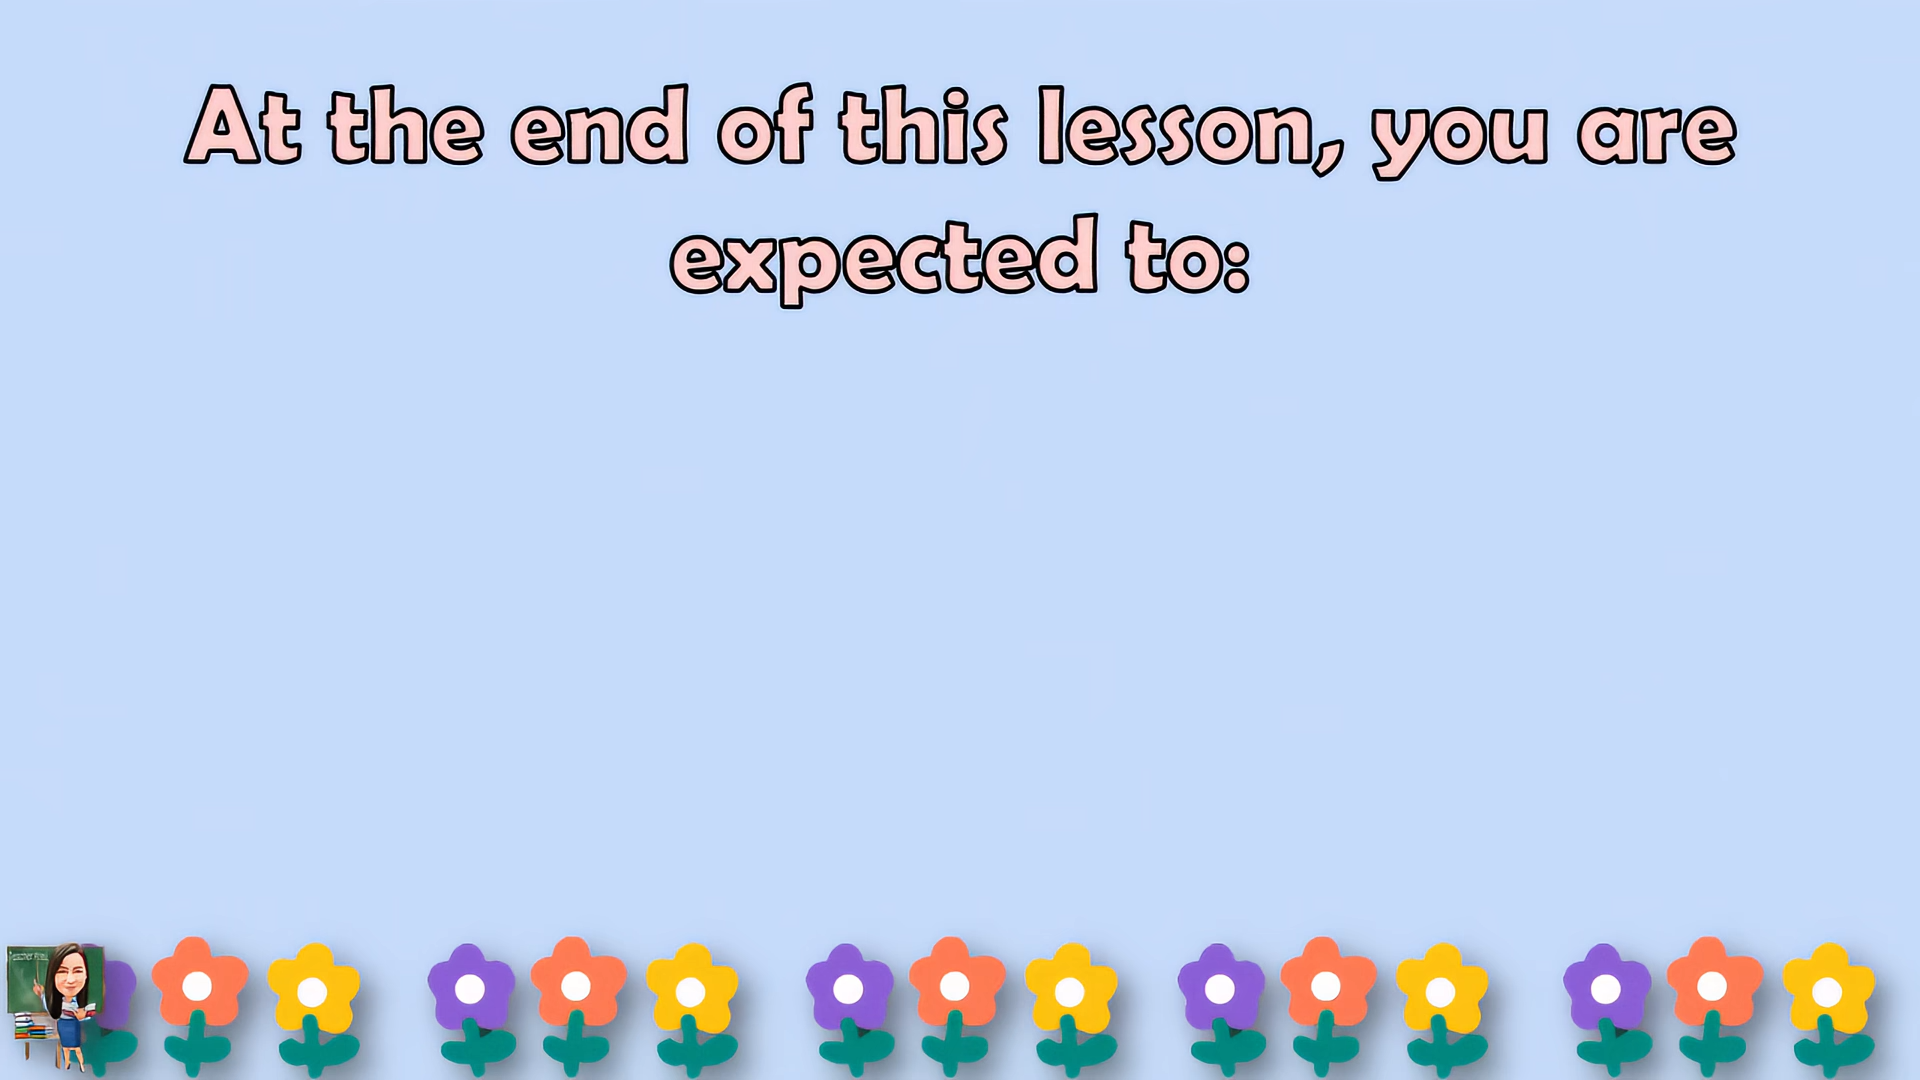 At the end of this lesson, you are
expected to: